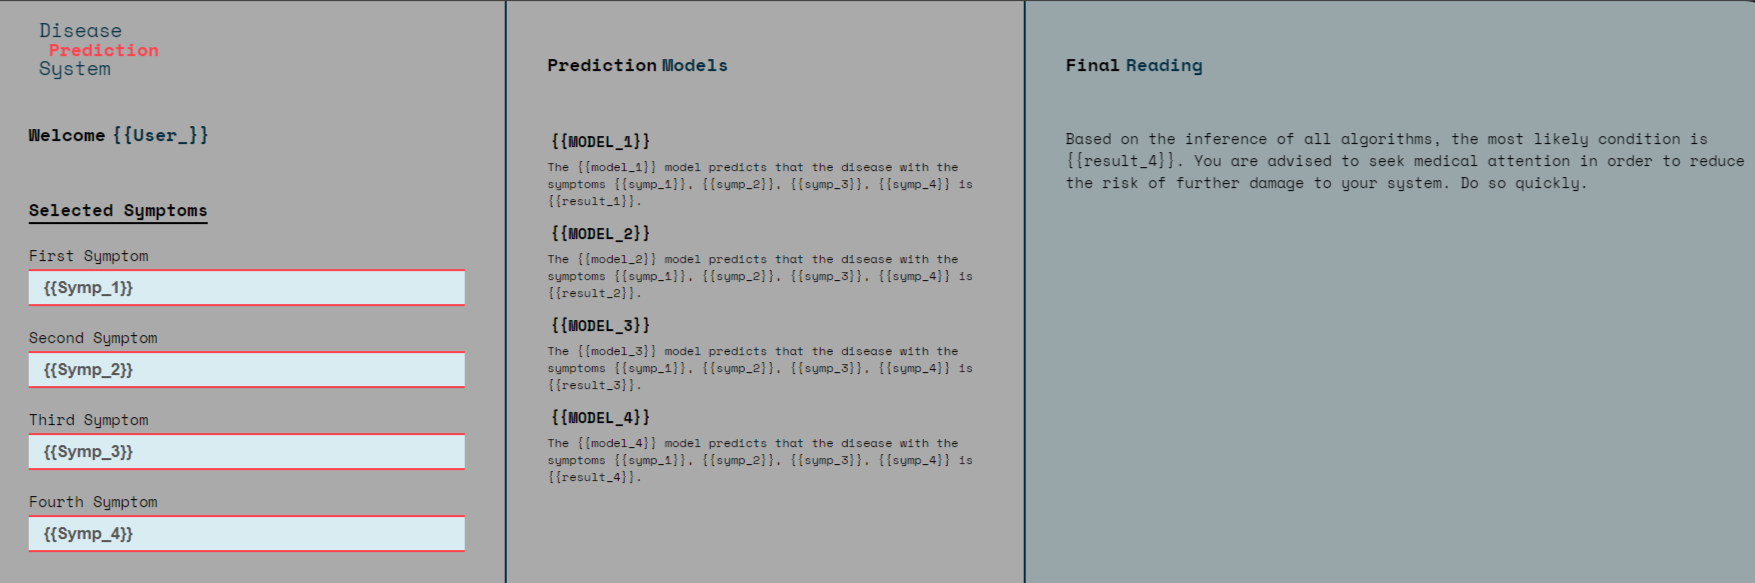 Disease
Prediction
System
Welcome {{User_}}
Selected Symptoms
First Symptom
{{Symp_1}}
Second Symptom
{{Symp_2}}
Third Symptom
{{Symp_3}}
Fourth Symptom
{{Symp_4}}
Prediction Models
{{MODEL_1}}
The {{model_1}} model predicts that the disease with the
symptoms {{symp_1}}, {{symp_2}}, {{symp_3}}, {{symp_4}} is
{{result_1}}.
{{MODEL_2}}
The {{model_2}} model predicts that the disease with the
symptoms {{symp_1}}, {{symp_2}}, {{symp_3}}, {{symp_4}} is
{{result_2}}.
{{MODEL_3}}
The {{model_3}} model predicts that the disease with the
symptoms {{symp_1}}, {{symp_2}}, {{symp_3}}, {{symp_4}} is
{{result_3}}.
{{MODEL_4}}
The {{model_4}} model predicts that the disease with the
symptoms {{symp_1}}, {{symp_2}}, {{symp_3}}, {{symp_4}} is
{{result_4}}.
Final Reading
Based on the inference of all algorithms, the most likely condition is
{{result_4}}. You are advised to seek medical attention in order to reduce
the risk of further damage to your system. Do so quickly.